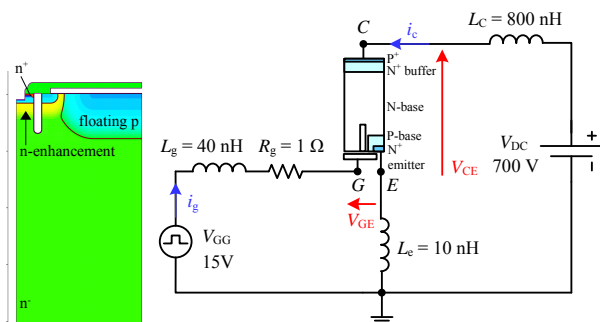 n⁺
floating p
n-enhancement
n⁻
C
i_c
L_C = 800 nH
P⁺
N⁺ buffer
N-base
P-base
N⁺
emitter
L_g = 40 nH
R_g = 1 Ω
G
E
V_CE
V_DC
700 V
+
-
i_g
V_GE
V_GG
15V
L_e = 10 nH